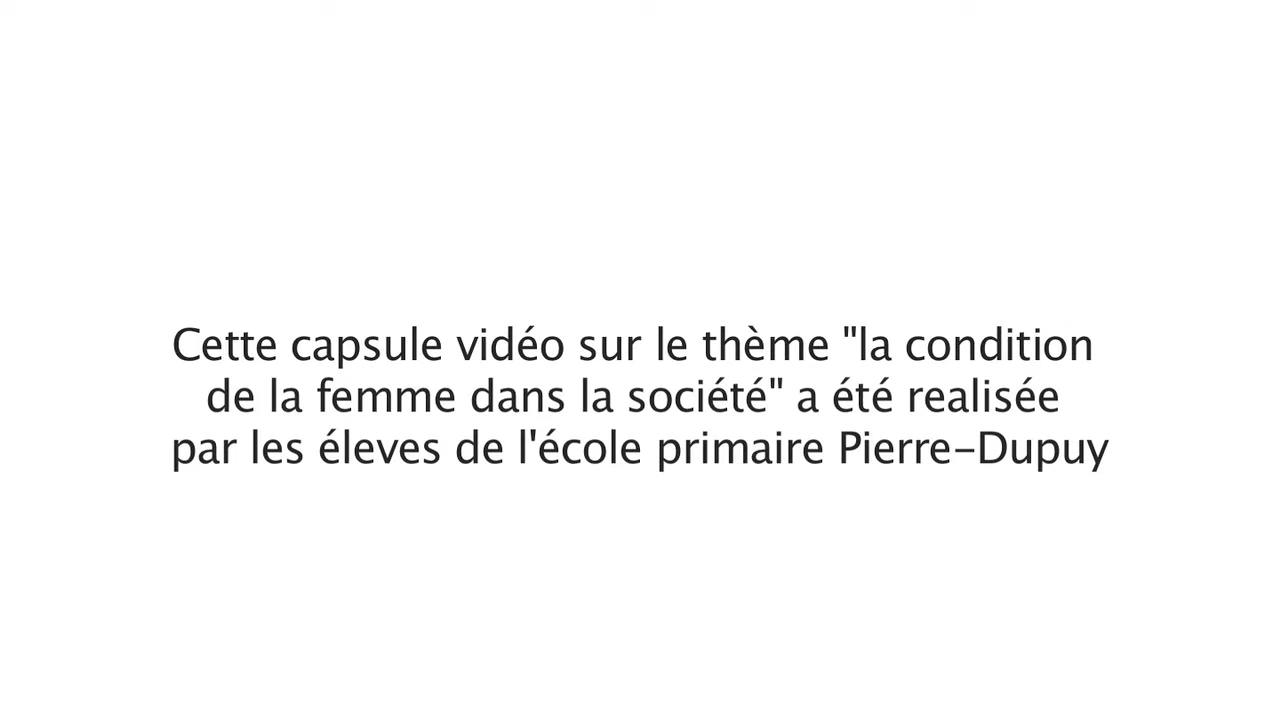 Cette capsule vidéo sur le thème "la condition
de la femme dans la société" a été realisée
par les éleves de l'école primaire Pierre-Dupuy